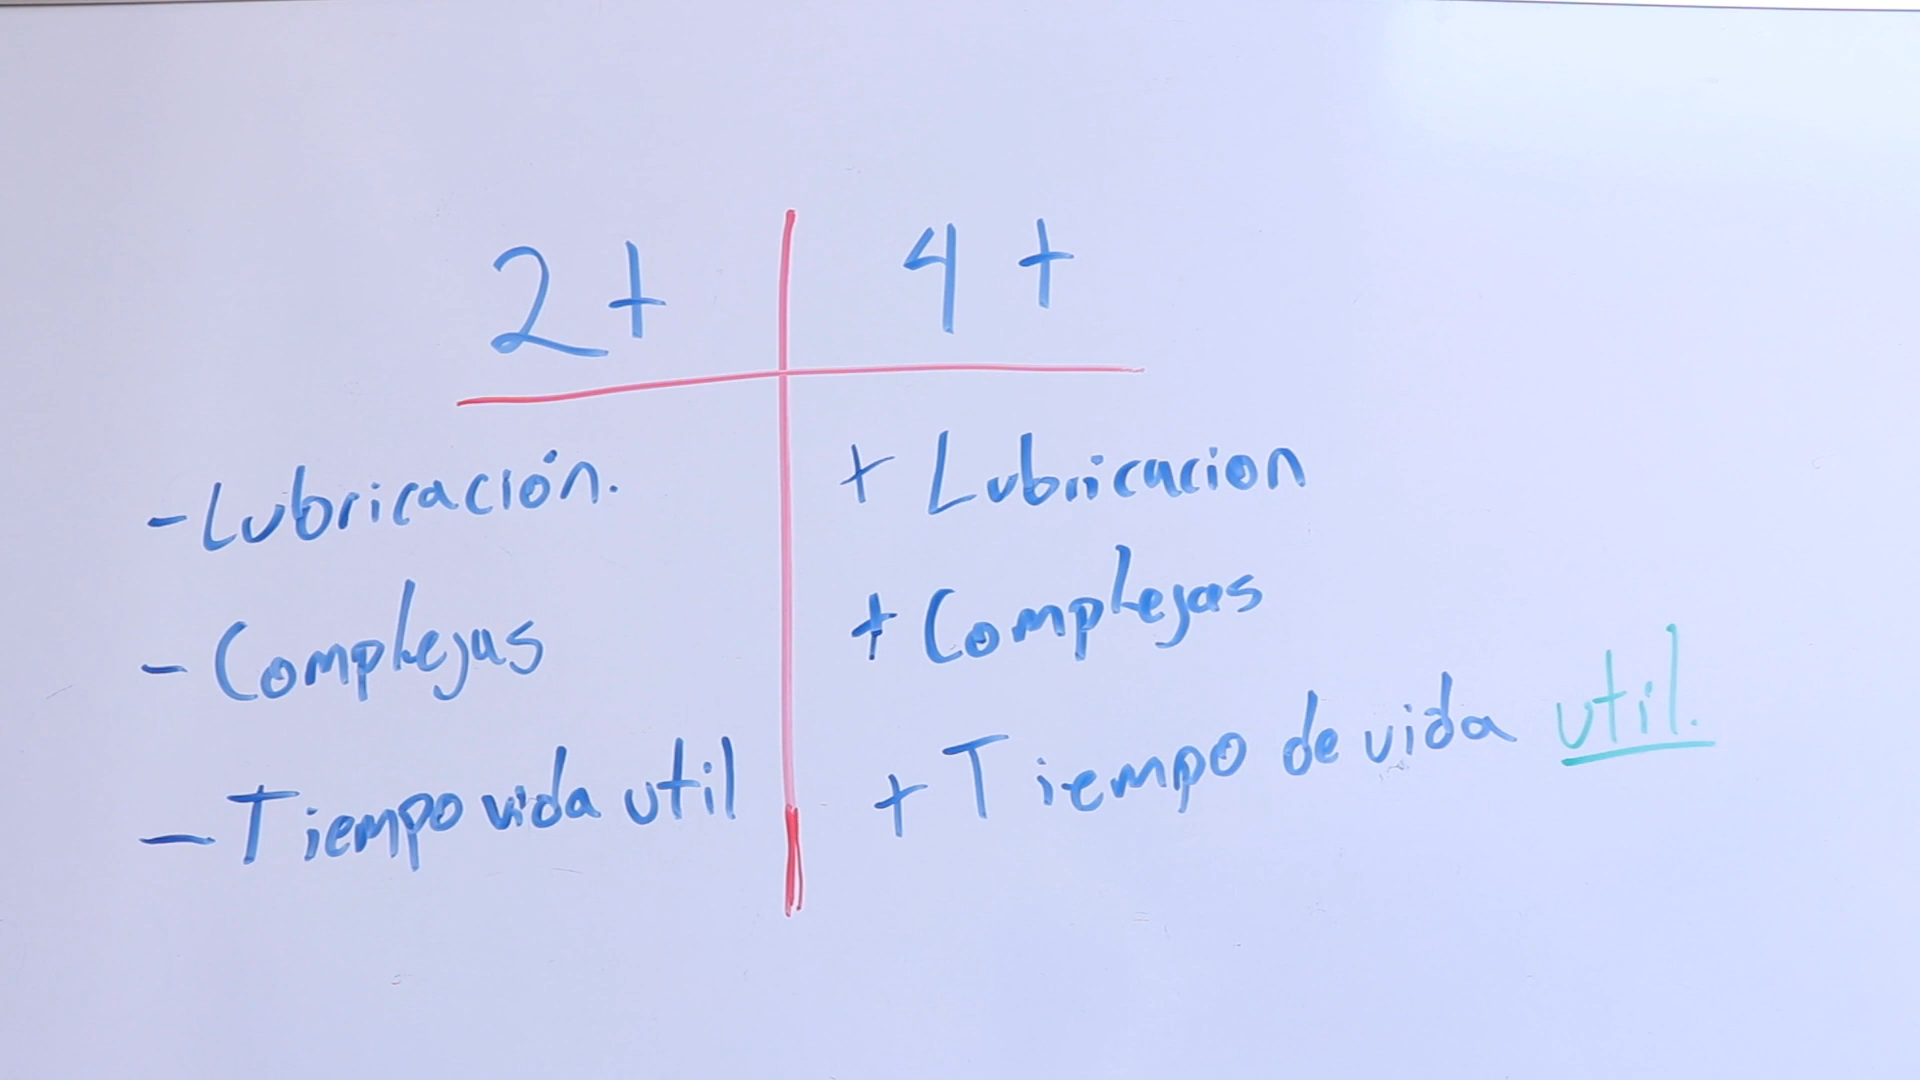 2t
4t
- Lubricación.
- Complejas
- Tiempo vida util
+ Lubricacion
+ Complejas
+ Tiempo de vida util.